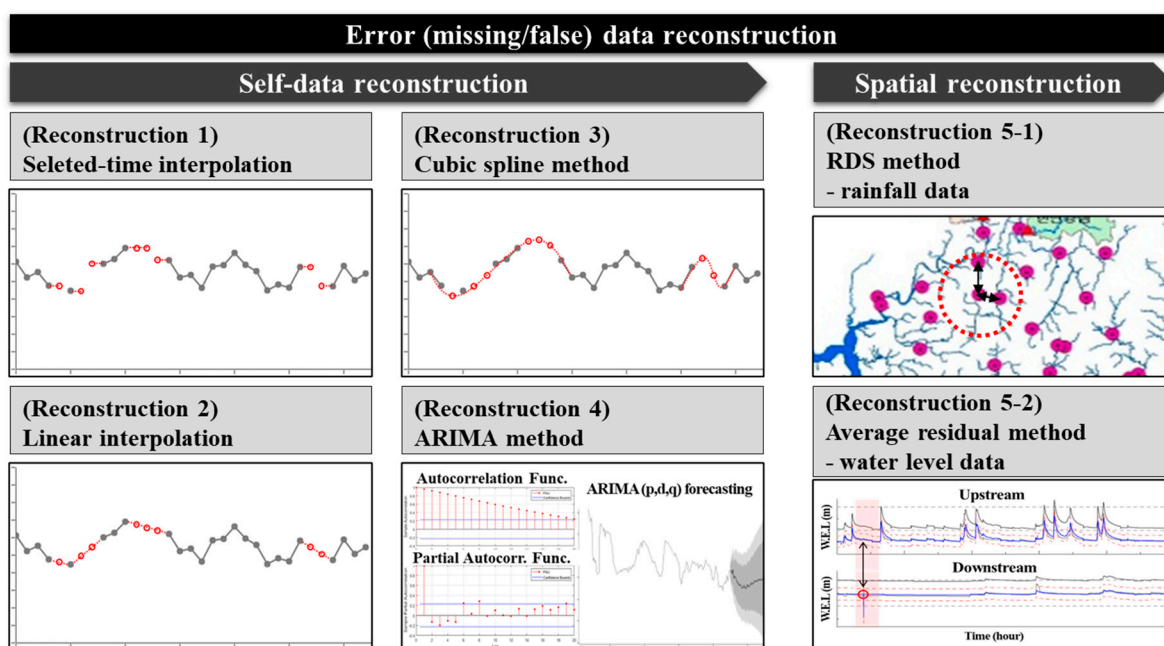 Error (missing/false) data reconstruction
Self-data reconstruction
Spatial reconstruction
(Reconstruction 1)
Seleted-time interpolation
(Reconstruction 3)
Cubic spline method
(Reconstruction 5-1)
RDS method
- rainfall data
(Reconstruction 2)
Linear interpolation
(Reconstruction 4)
ARIMA method
(Reconstruction 5-2)
Average residual method
- water level data
Autocorrelation Func.
Partial Autocorr. Func.
ARIMA (p,d,q) forecasting
Upstream
W.E.L (m)
Downstream
W.E.L (m)
Time (hour)